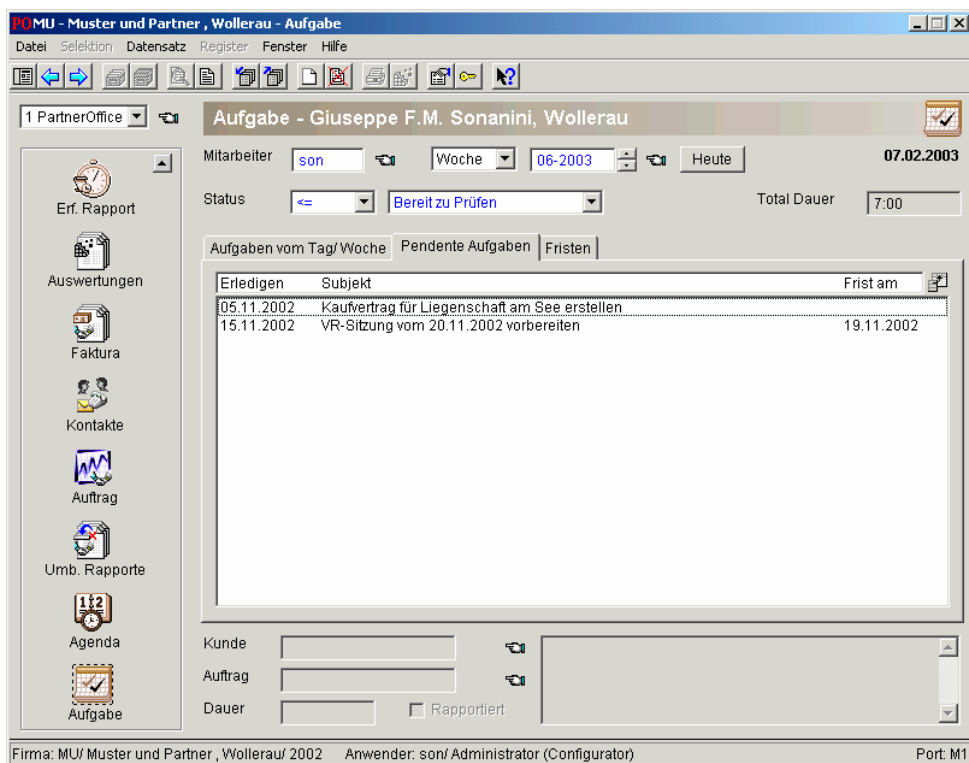 POMU - Muster und Partner , Wollerau - Aufgabe
Datei Selektion Datensatz Register Fenster Hilfe
1 PartnerOffice
Aufgabe - Giuseppe F.M. Sonanini, Wollerau
Mitarbeiter son Woche 06-2003 Heute 07.02.2003
Status <= Bereit zu Prüfen Total Dauer 7:00
Erf. Rapport
Auswertungen
Faktura
Kontakte
Auftrag
Umb. Rapporte
1 2
Agenda
Aufgabe
Aufgaben vom Tag/ Woche Pendente Aufgaben Fristen
Erledigen Subjekt Frist am
05.11.2002 Kaufvertrag für Liegenschaft am See erstellen
15.11.2002 VR-Sitzung vom 20.11.2002 vorbereiten 19.11.2002
Kunde
Auftrag
Dauer Rapportiert
Firma: MU/ Muster und Partner , Wollerau/ 2002 Anwender: son/ Administrator (Configurator) Port: M1